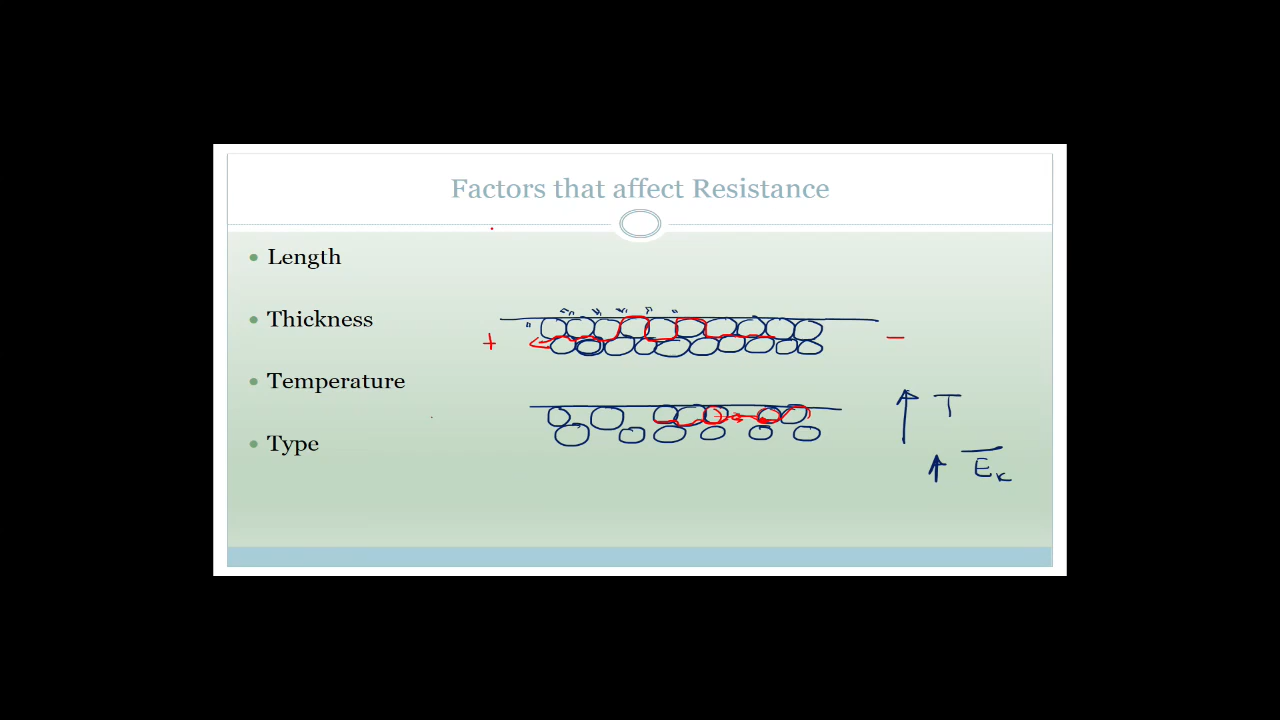 Factors that affect Resistance
Length
Thickness
+ −
Temperature
T
Type
Eₖ